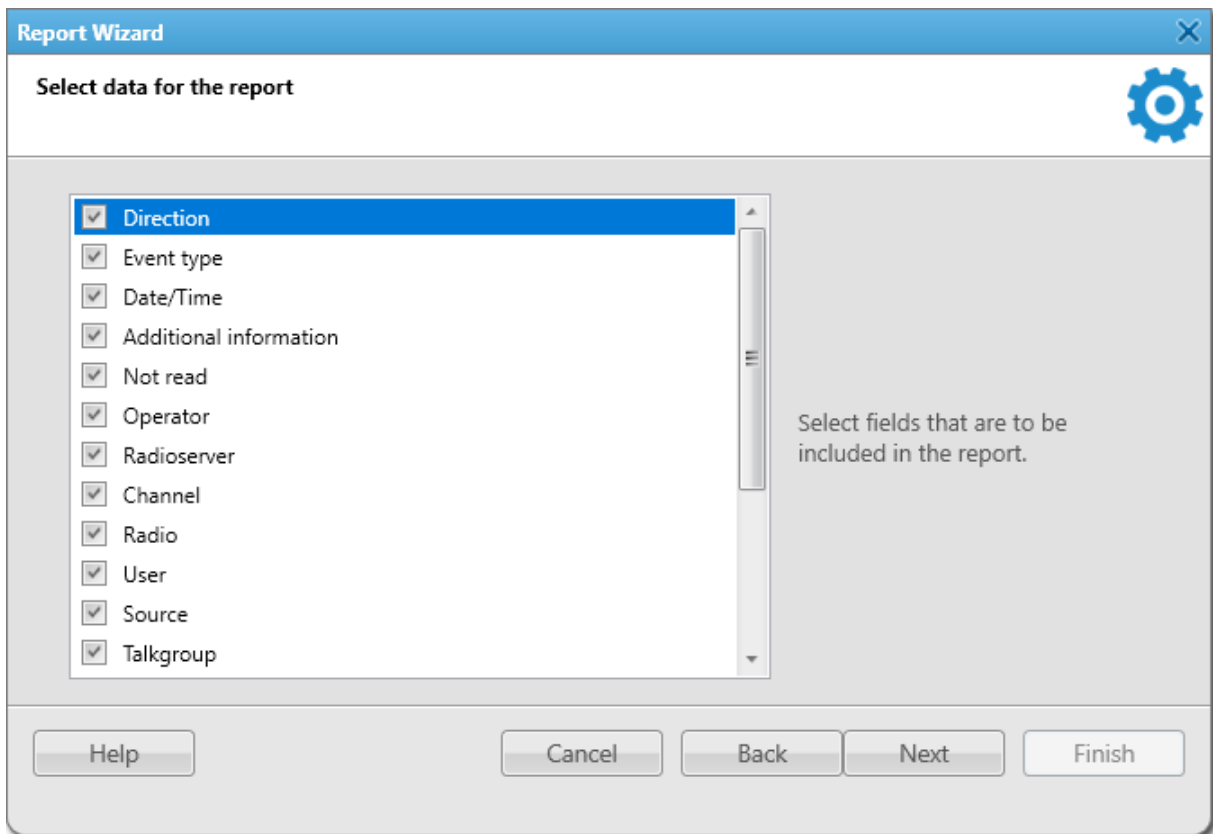 Report Wizard
Select data for the report
Direction
Event type
Date/Time
Additional information
Not read
Operator
Radioserver
Channel
Radio
User
Source
Talkgroup
Select fields that are to be
included in the report.
Help
Cancel
Back
Next
Finish